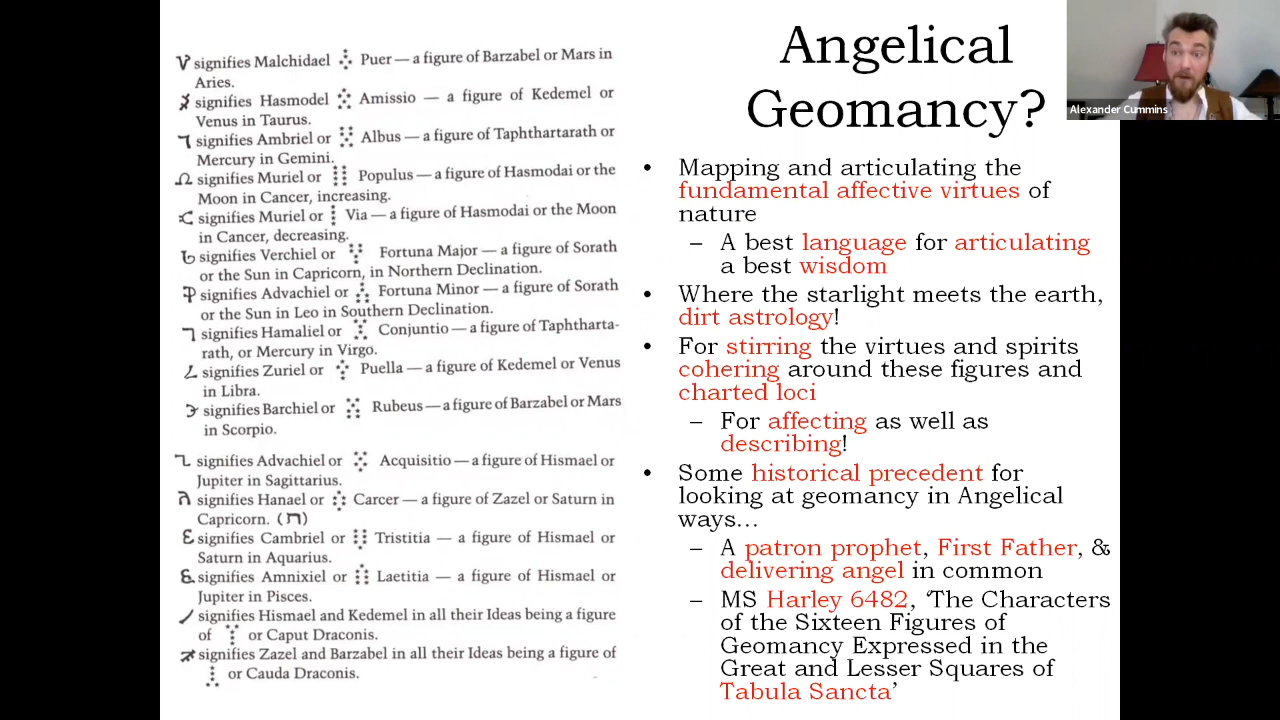 signifies Malchidael Puer — a figure of Barzabel or Mars in
Aries.
signifies Hasmodel Amissio — a figure of Kedemel or
Venus in Taurus.
signifies Ambriel or Albus — a figure of Taphthartarath or
Mercury in Gemini.
signifies Muriel or Populus — a figure of Hasmodai or the
Moon in Cancer, increasing.
signifies Muriel or Via — a figure of Hasmodai or the Moon
in Cancer, decreasing.
signifies Verchiel or Fortuna Major — a figure of Sorath
or the Sun in Capricorn, in Northern Declination.
signifies Advachiel or Fortuna Minor — a figure of Sorath
or the Sun in Leo in Southern Declination.
signifies Hamaliel or Conjuntio — a figure of Taphtharta-
rath, or Mercury in Virgo.
signifies Zuriel or Puella — a figure of Kedemel or Venus
in Libra.
signifies Barchiel or Rubeus — a figure of Barzabel or Mars
in Scorpio.
signifies Advachiel or Acquisitio — a figure of Hismael or
Jupiter in Sagittarius.
signifies Hanael or Carcer — a figure of Zazel or Saturn in
Capricorn. (ח)
signifies Cambriel or Tristitia — a figure of Hismael or
Saturn in Aquarius.
signifies Amnixiel or Laetitia — a figure of Hismael or
Jupiter in Pisces.
signifies Hismael and Kedemel in all their Ideas being a figure
of or Caput Draconis.
signifies Zazel and Barzabel in all their Ideas being a figure of
or Cauda Draconis.
Angelical
Geomancy?
Alexander Cummins
• Mapping and articulating the
fundamental affective virtues of
nature
– A best language for articulating
a best wisdom
• Where the starlight meets the earth,
dirt astrology!
• For stirring the virtues and spirits
cohering around these figures and
charted loci
– For affecting as well as
describing!
• Some historical precedent for
looking at geomancy in Angelical
ways…
– A patron prophet, First Father, &
delivering angel in common
– MS Harley 6482, ‘The Characters
of the Sixteen Figures of
Geomancy Expressed in the
Great and Lesser Squares of
Tabula Sancta’